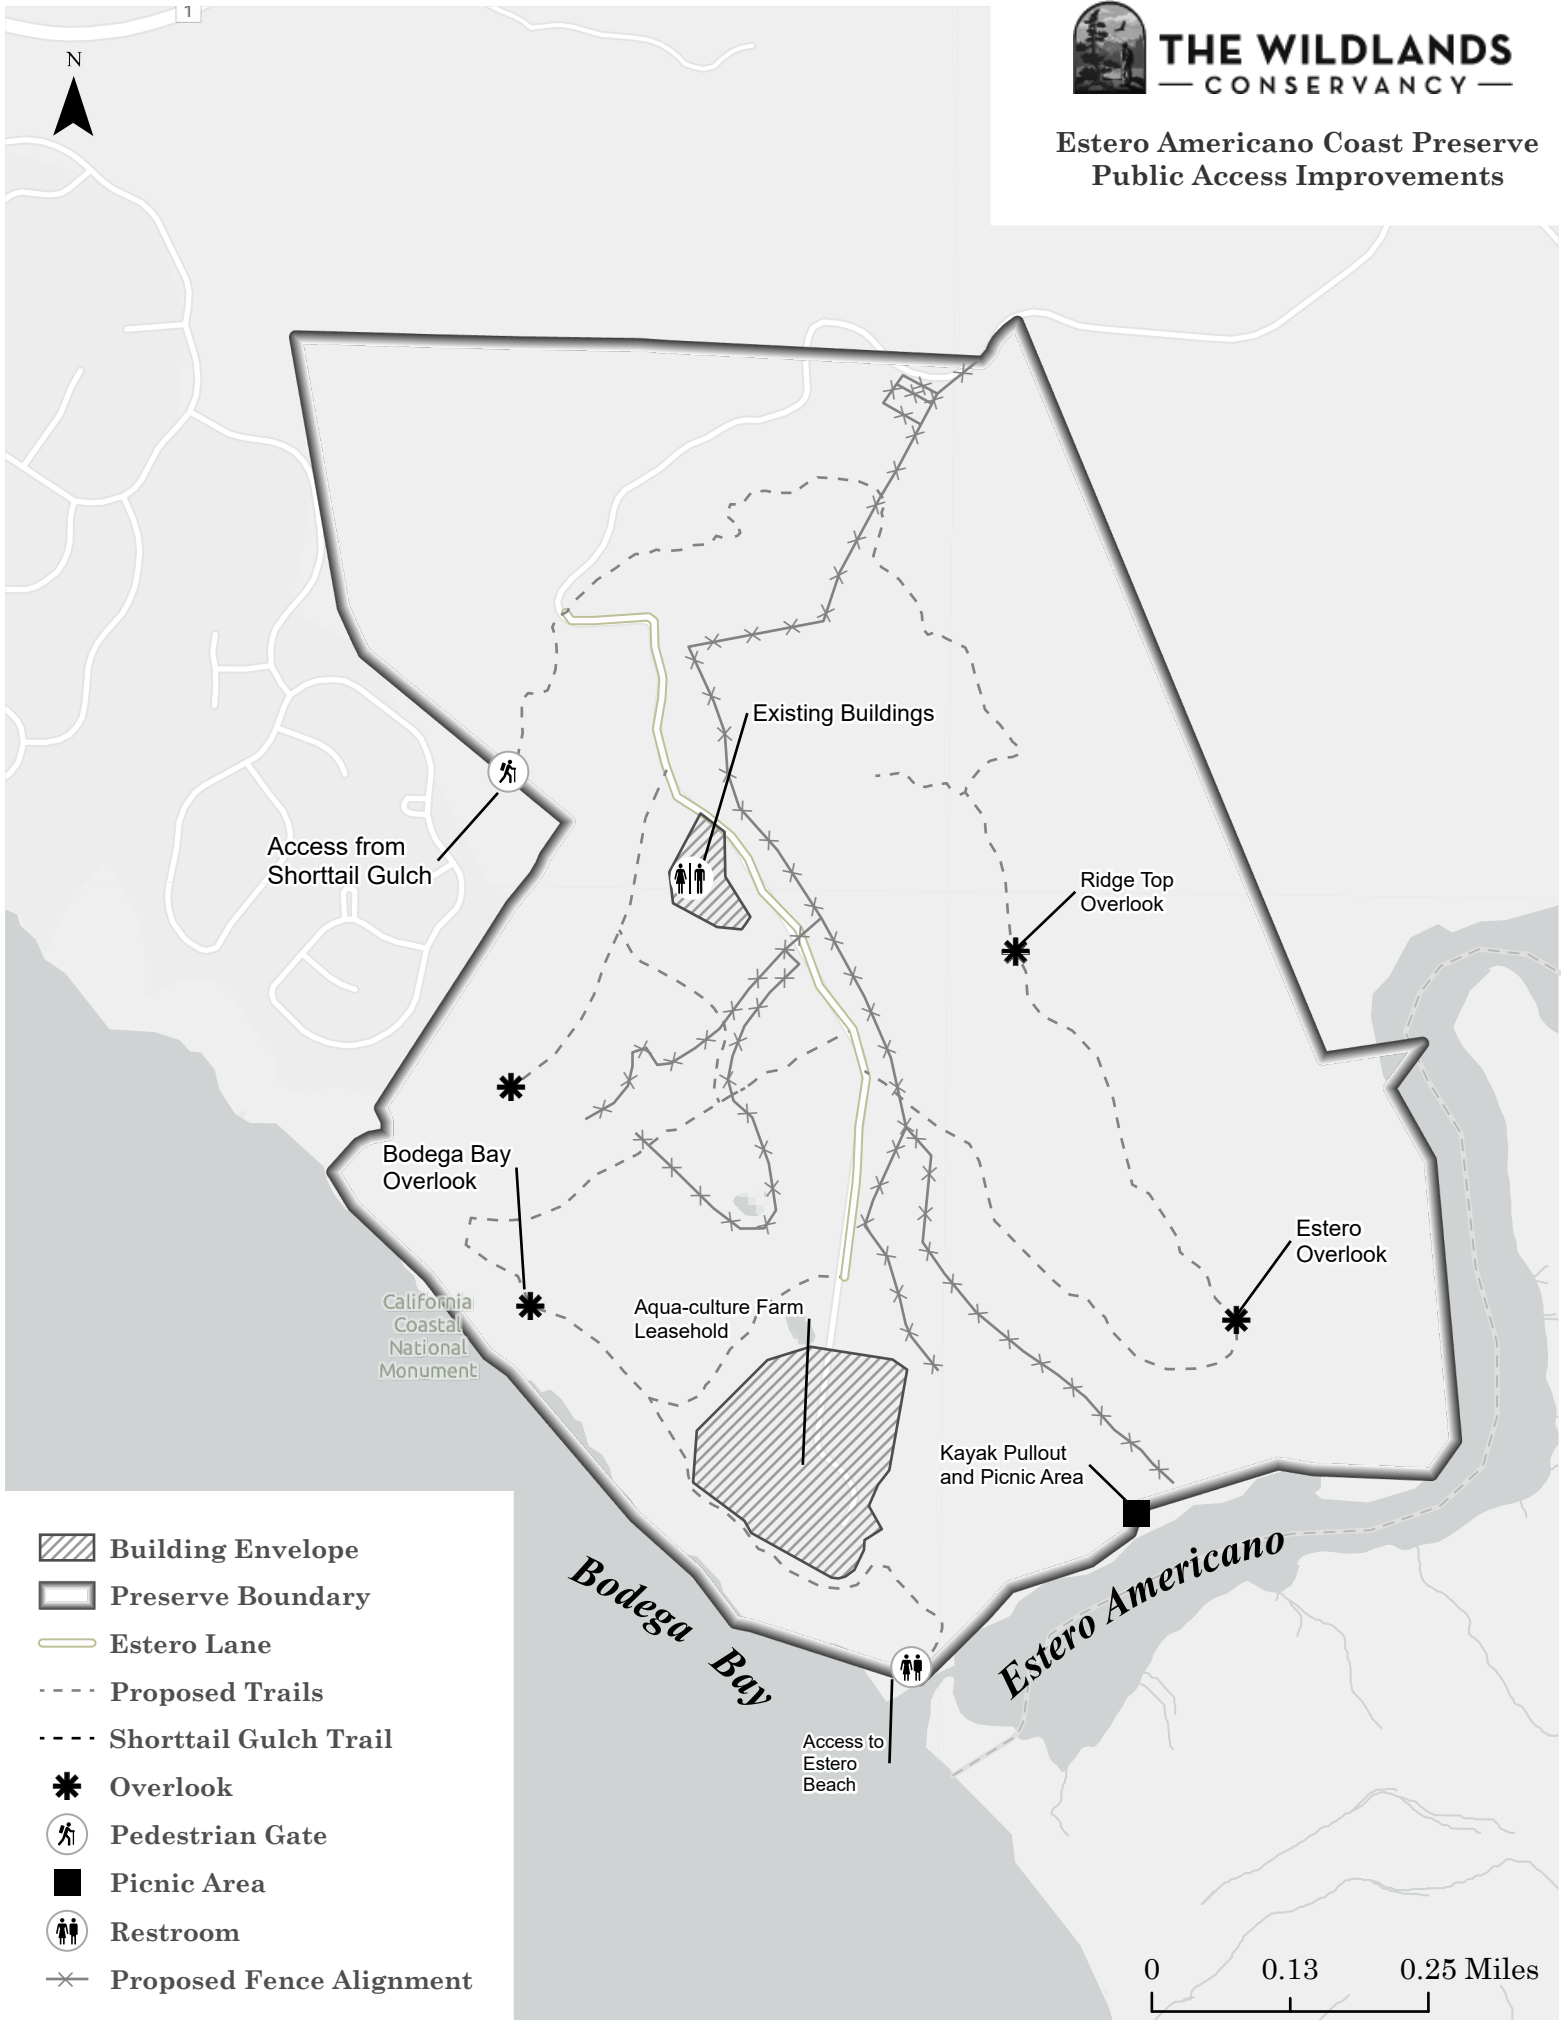 1
N
THE WILDLANDS
CONSERVANCY
Estero Americano Coast Preserve
Public Access Improvements
Existing Buildings
Access from
Shorttail Gulch
Ridge Top
Overlook
Bodega Bay
Overlook
Estero
Overlook
California
Coastal
National
Monument
Aqua-culture Farm
Leasehold
Kayak Pullout
and Picnic Area
Bodega Bay
Estero Americano
Access to
Estero
Beach
Building Envelope
Preserve Boundary
Estero Lane
Proposed Trails
Shorttail Gulch Trail
Overlook
Pedestrian Gate
Picnic Area
Restroom
Proposed Fence Alignment
0 0.13 0.25 Miles